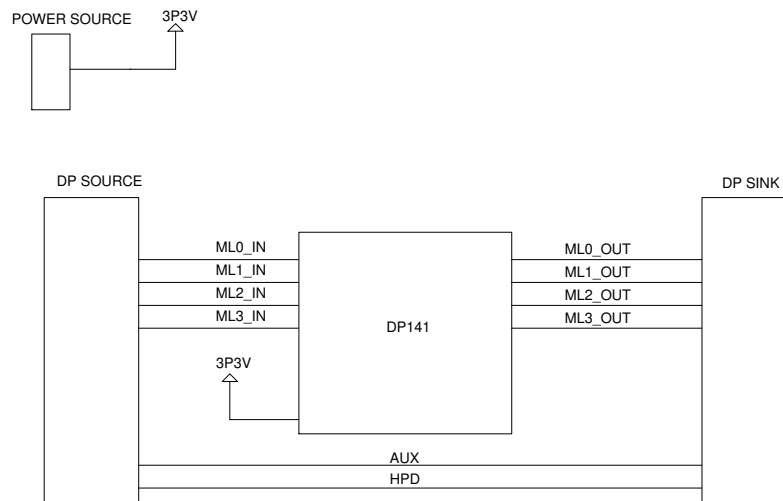 POWER SOURCE
3P3V
DP SOURCE
DP SINK
ML0_IN
ML0_OUT
ML1_IN
ML1_OUT
ML2_IN
ML2_OUT
ML3_IN
ML3_OUT
DP141
3P3V
AUX
HPD